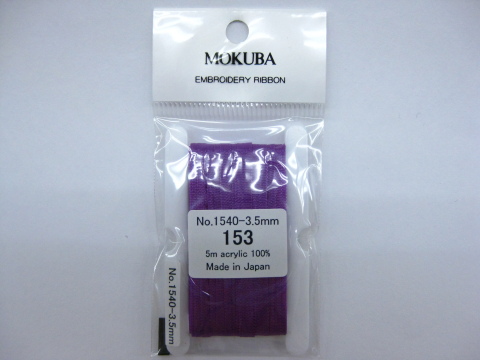 MOKUBA
EMBROIDERY RIBBON
No.1540-3.5mm
153
5m acrylic 100%
Made in Japan
No.1540-3.5mm